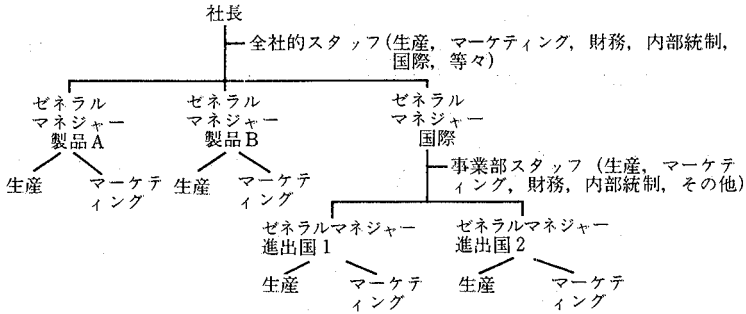 社長
全社的スタッフ(生産, マーケティング, 財務, 内部統制,
国際, 等々)
ゼネラル
マネジャー
製品A
ゼネラル
マネジャー
製品B
ゼネラル
マネジャー
国際
生産
マーケテ
ィング
生産
マーケテ
ィング
事業部スタッフ (生産, マーケテ
ィング, 財務, 内部統制, その他)
ゼネラルマネジャー
進出国1
ゼネラルマネジャー
進出国2
生産
マーケテ
ィング
生産
マーケテ
ィング